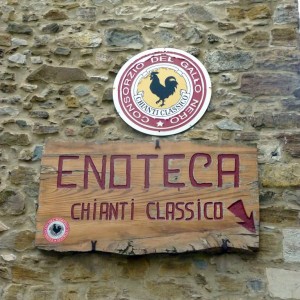 CONSORZIO DEL GALLO NERO
CHIANTI CLASSICO
ENOTECA
CHIANTI CLASSICO